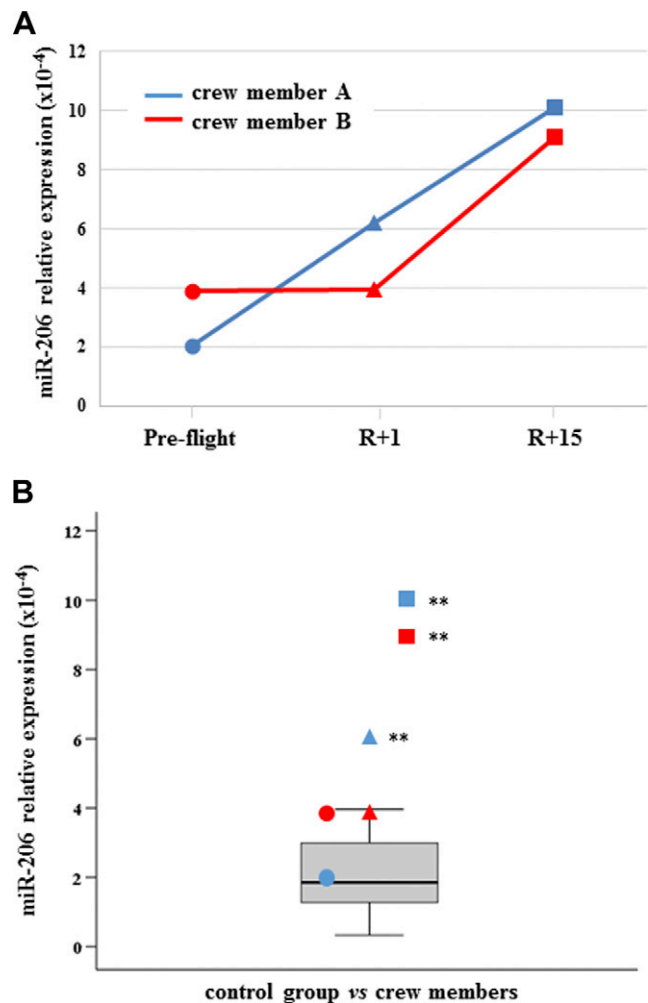 A
miR-206 relative expression (x10⁻⁴)
12
10
8
6
4
2
0
crew member A
crew member B
Pre-flight R+1 R+15
B
miR-206 relative expression (x10⁻⁴)
12
10
8
6
4
2
0
**
**
**
control group vs crew members